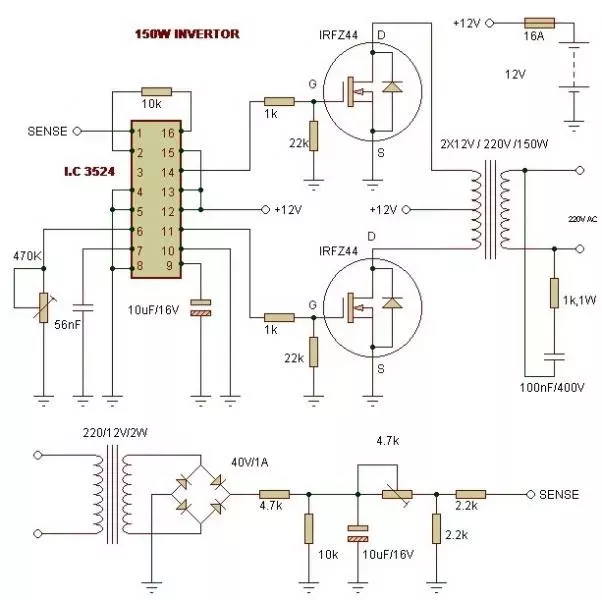 150W INVERTOR
IRFZ44
D
G
S
+12V
16A
12V
10k
SENSE
1
16
2
15
I.C 3524
3
14
4
13
5
12
6
11
7
10
8
9
1k
22k
2X12V / 220V /150W
+12V
+12V
220V AC
470K
56nF
10uF/16V
IRFZ44
D
G
S
1k
22k
1k,1W
100nF/400V
220/12V/2W
40V/1A
4.7k
4.7k
10k
10uF/16V
2.2k
2.2k
SENSE